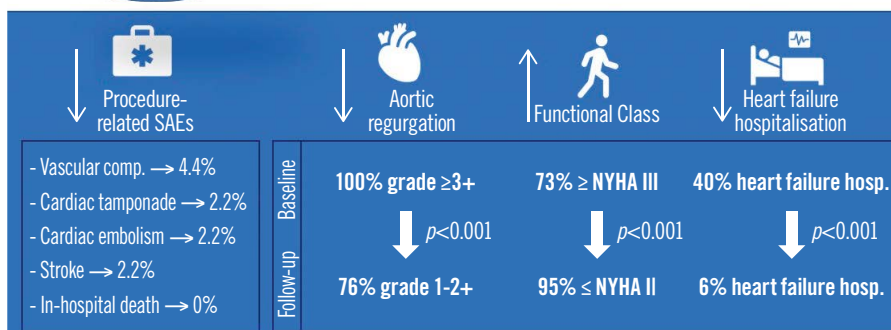 Procedure-
related SAEs
- Vascular comp. → 4.4%
- Cardiac tamponade → 2.2%
- Cardiac embolism → 2.2%
- Stroke → 2.2%
- In-hospital death → 0%
Aortic
regurgation
Functional Class
Heart failure
hospitalisation
Baseline
100% grade ≥3+
73% ≥ NYHA III
40% heart failure hosp.
p<0.001
p<0.001
p<0.001
Follow-up
76% grade 1-2+
95% ≤ NYHA II
6% heart failure hosp.